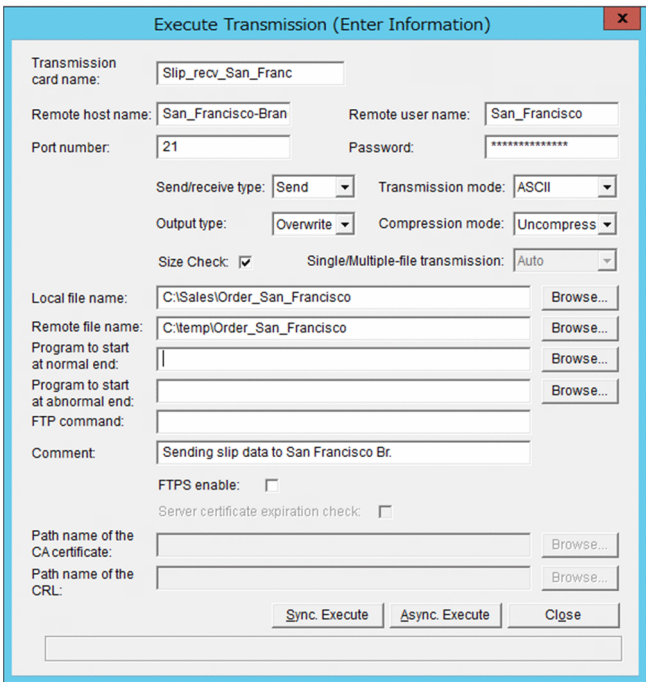 Execute Transmission (Enter Information)
x
Transmission
card name:
Slip_recv_San_Franc
Remote host name: San_Francisco-Bran Remote user name: San_Francisco
Port number: 21 Password: **************
Send/receive type: Send Transmission mode: ASCII
Output type: Overwrite Compression mode: Uncompress
Size Check: Single/Multiple-file transmission: Auto
Local file name: C:\Sales\Order_San_Francisco Browse...
Remote file name: C:\temp\Order_San_Francisco Browse...
Program to start
at normal end:
Browse...
Program to start
at abnormal end:
Browse...
FTP command:
Comment: Sending slip data to San Francisco Br.
FTPS enable:
Server certificate expiration check:
Path name of the
CA certificate:
Browse...
Path name of the
CRL:
Browse...
Sync. Execute Async. Execute Close